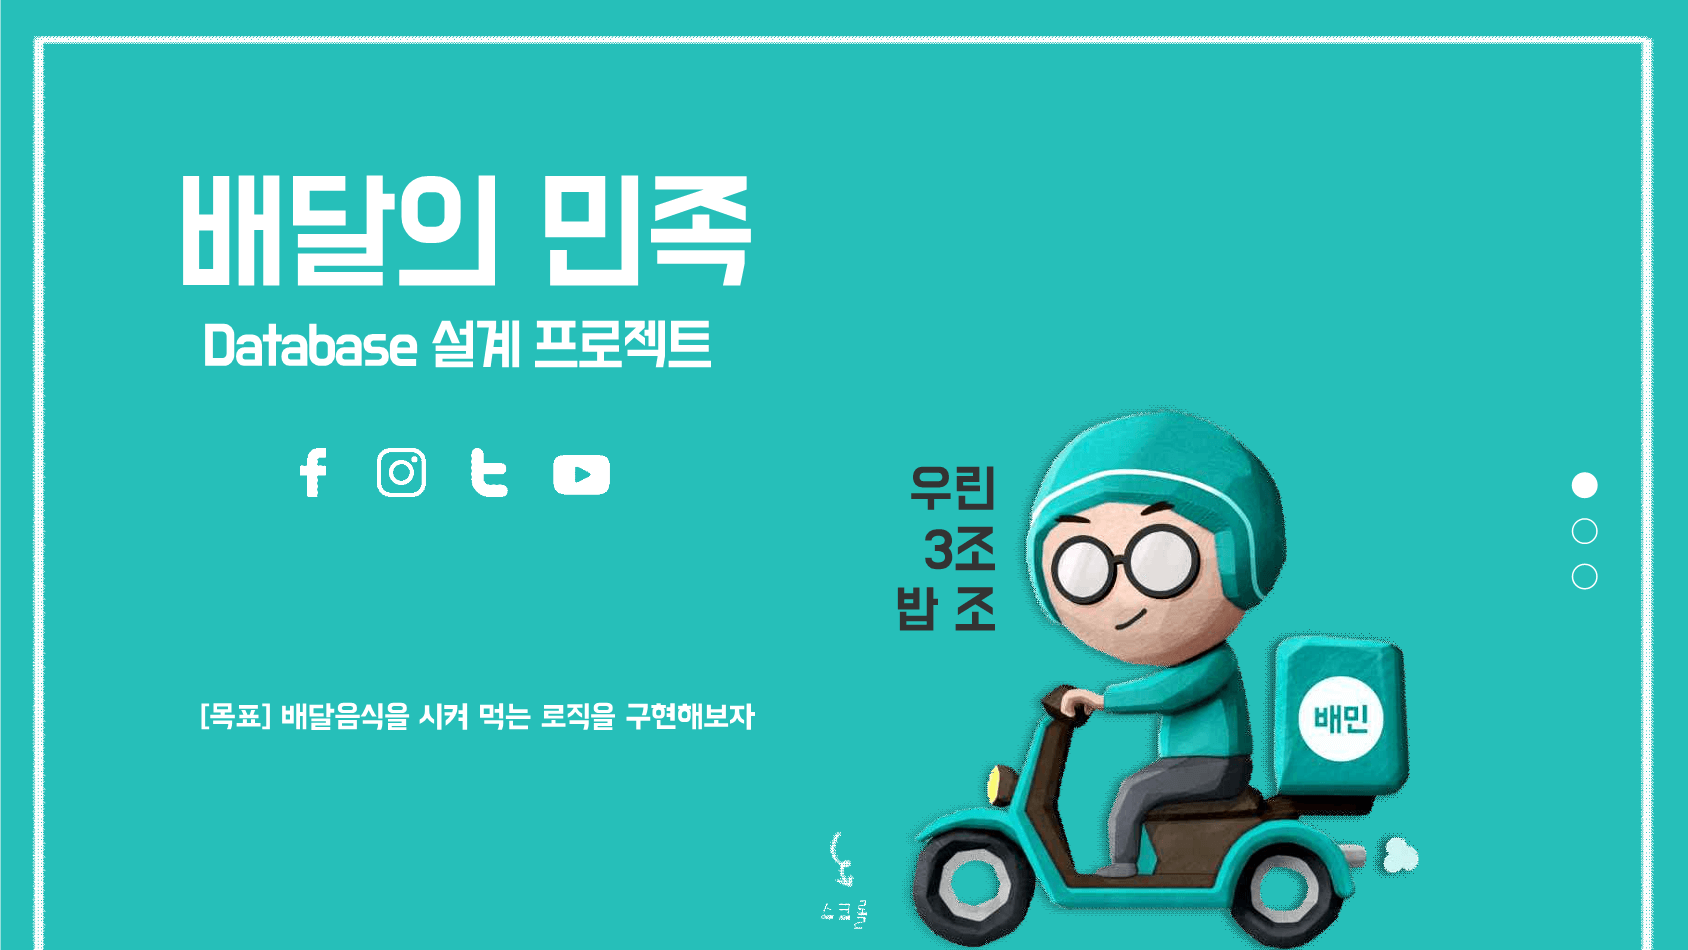 배달의 민족
Database 설계 프로젝트
우린
3조
밥 조
[목표] 배달음식을 시켜 먹는 로직을 구현해보자
배민
스크롤